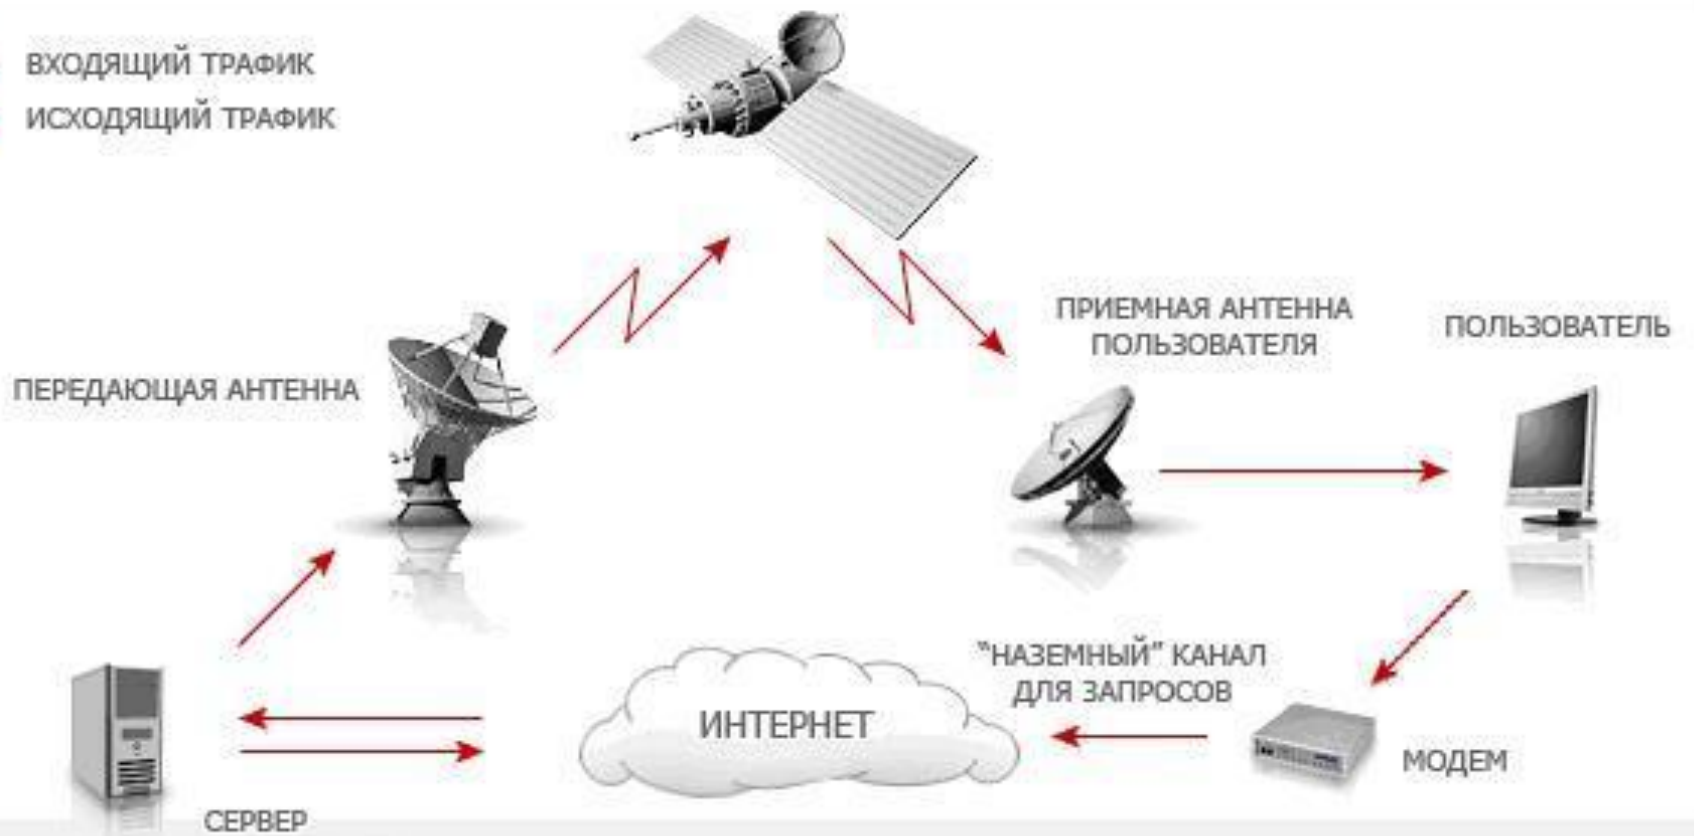 ВХОДЯЩИЙ ТРАФИК
ИСХОДЯЩИЙ ТРАФИК
ПРИЕМНАЯ АНТЕННА
ПОЛЬЗОВАТЕЛЯ
ПОЛЬЗОВАТЕЛЬ
ПЕРЕДАЮЩАЯ АНТЕННА
"НАЗЕМНЫЙ" КАНАЛ
ДЛЯ ЗАПРОСОВ
ИНТЕРНЕТ
МОДЕМ
СЕРВЕР